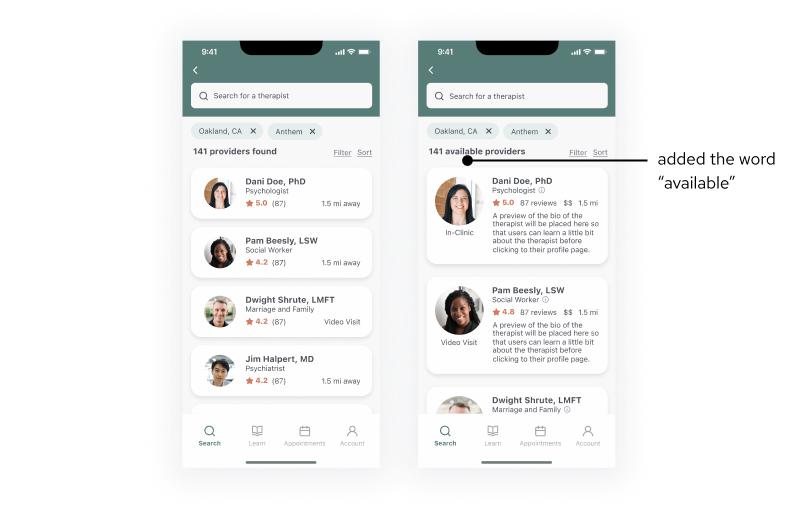 9:41
Search for a therapist
Oakland, CA ✕ Anthem ✕
141 providers found Filter Sort
Dani Doe, PhD
Psychologist
★ 5.0 (87) 1.5 mi away
Pam Beesly, LSW
Social Worker
★ 4.2 (87) 1.5 mi away
Dwight Shrute, LMFT
Marriage and Family
★ 4.2 (87) Video Visit
Jim Halpert, MD
Psychiatrist
★ 4.2 (87) 1.5 mi away
Search Learn Appointments Account
9:41
Search for a therapist
Oakland, CA ✕ Anthem ✕
141 available providers Filter Sort
Dani Doe, PhD
Psychologist
★ 5.0 87 reviews $$ 1.5 mi
A preview of the bio of the
therapist will be placed here so
that users can learn a little bit
about the therapist before
clicking to their profile page.
In-Clinic
Pam Beesly, LSW
Social Worker
★ 4.8 87 reviews $$ 1.5 mi
A preview of the bio of the
therapist will be placed here so
that users can learn a little bit
about the therapist before
clicking to their profile page.
Video Visit
Dwight Shrute, LMFT
Marriage and Family
Search Learn Appointments Account
added the word
“available”